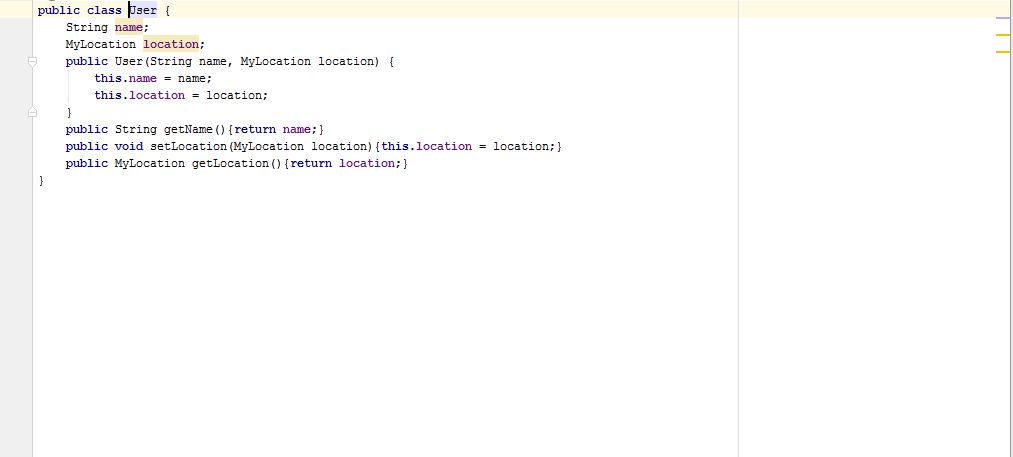 public class User {
    String name;
    MyLocation location;
    public User(String name, MyLocation location) {
        this.name = name;
        this.location = location;
    }
    public String getName(){return name;}
    public void setLocation(MyLocation location){this.location = location;}
    public MyLocation getLocation(){return location;}
}